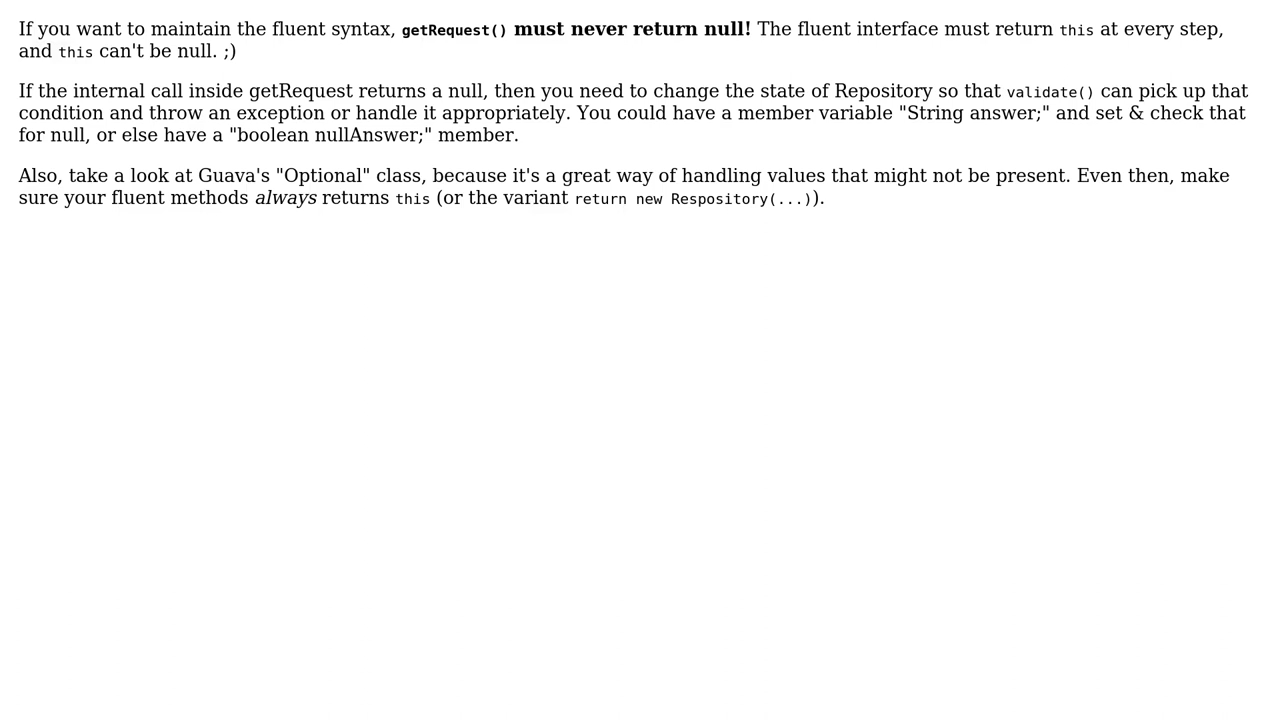 If you want to maintain the fluent syntax, getRequest() must never return null! The fluent interface must return this at every step,
and this can't be null. ;)
If the internal call inside getRequest returns a null, then you need to change the state of Repository so that validate() can pick up that
condition and throw an exception or handle it appropriately. You could have a member variable "String answer;" and set & check that
for null, or else have a "boolean nullAnswer;" member.
Also, take a look at Guava's "Optional" class, because it's a great way of handling values that might not be present. Even then, make
sure your fluent methods always returns this (or the variant return new Respository(...)).